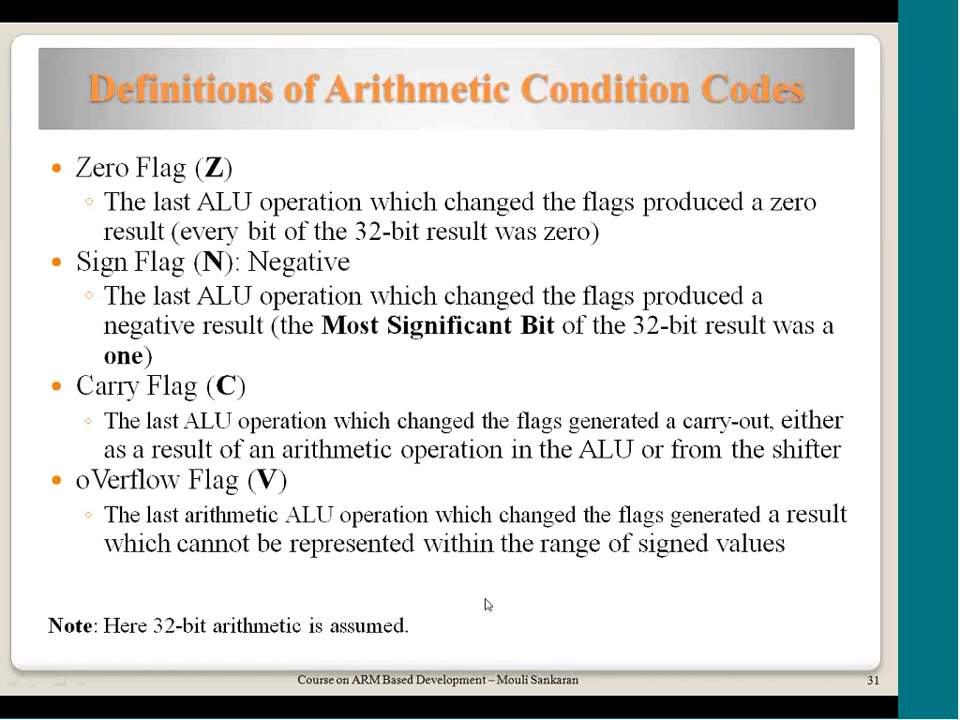 Definitions of Arithmetic Condition Codes
• Zero Flag (Z)
◦ The last ALU operation which changed the flags produced a zero
result (every bit of the 32-bit result was zero)
• Sign Flag (N): Negative
◦ The last ALU operation which changed the flags produced a
negative result (the Most Significant Bit of the 32-bit result was a
one)
• Carry Flag (C)
◦ The last ALU operation which changed the flags generated a carry-out, either
as a result of an arithmetic operation in the ALU or from the shifter
• oVerflow Flag (V)
◦ The last arithmetic ALU operation which changed the flags generated a result
which cannot be represented within the range of signed values
Note: Here 32-bit arithmetic is assumed.
Course on ARM Based Development – Mouli Sankaran
31